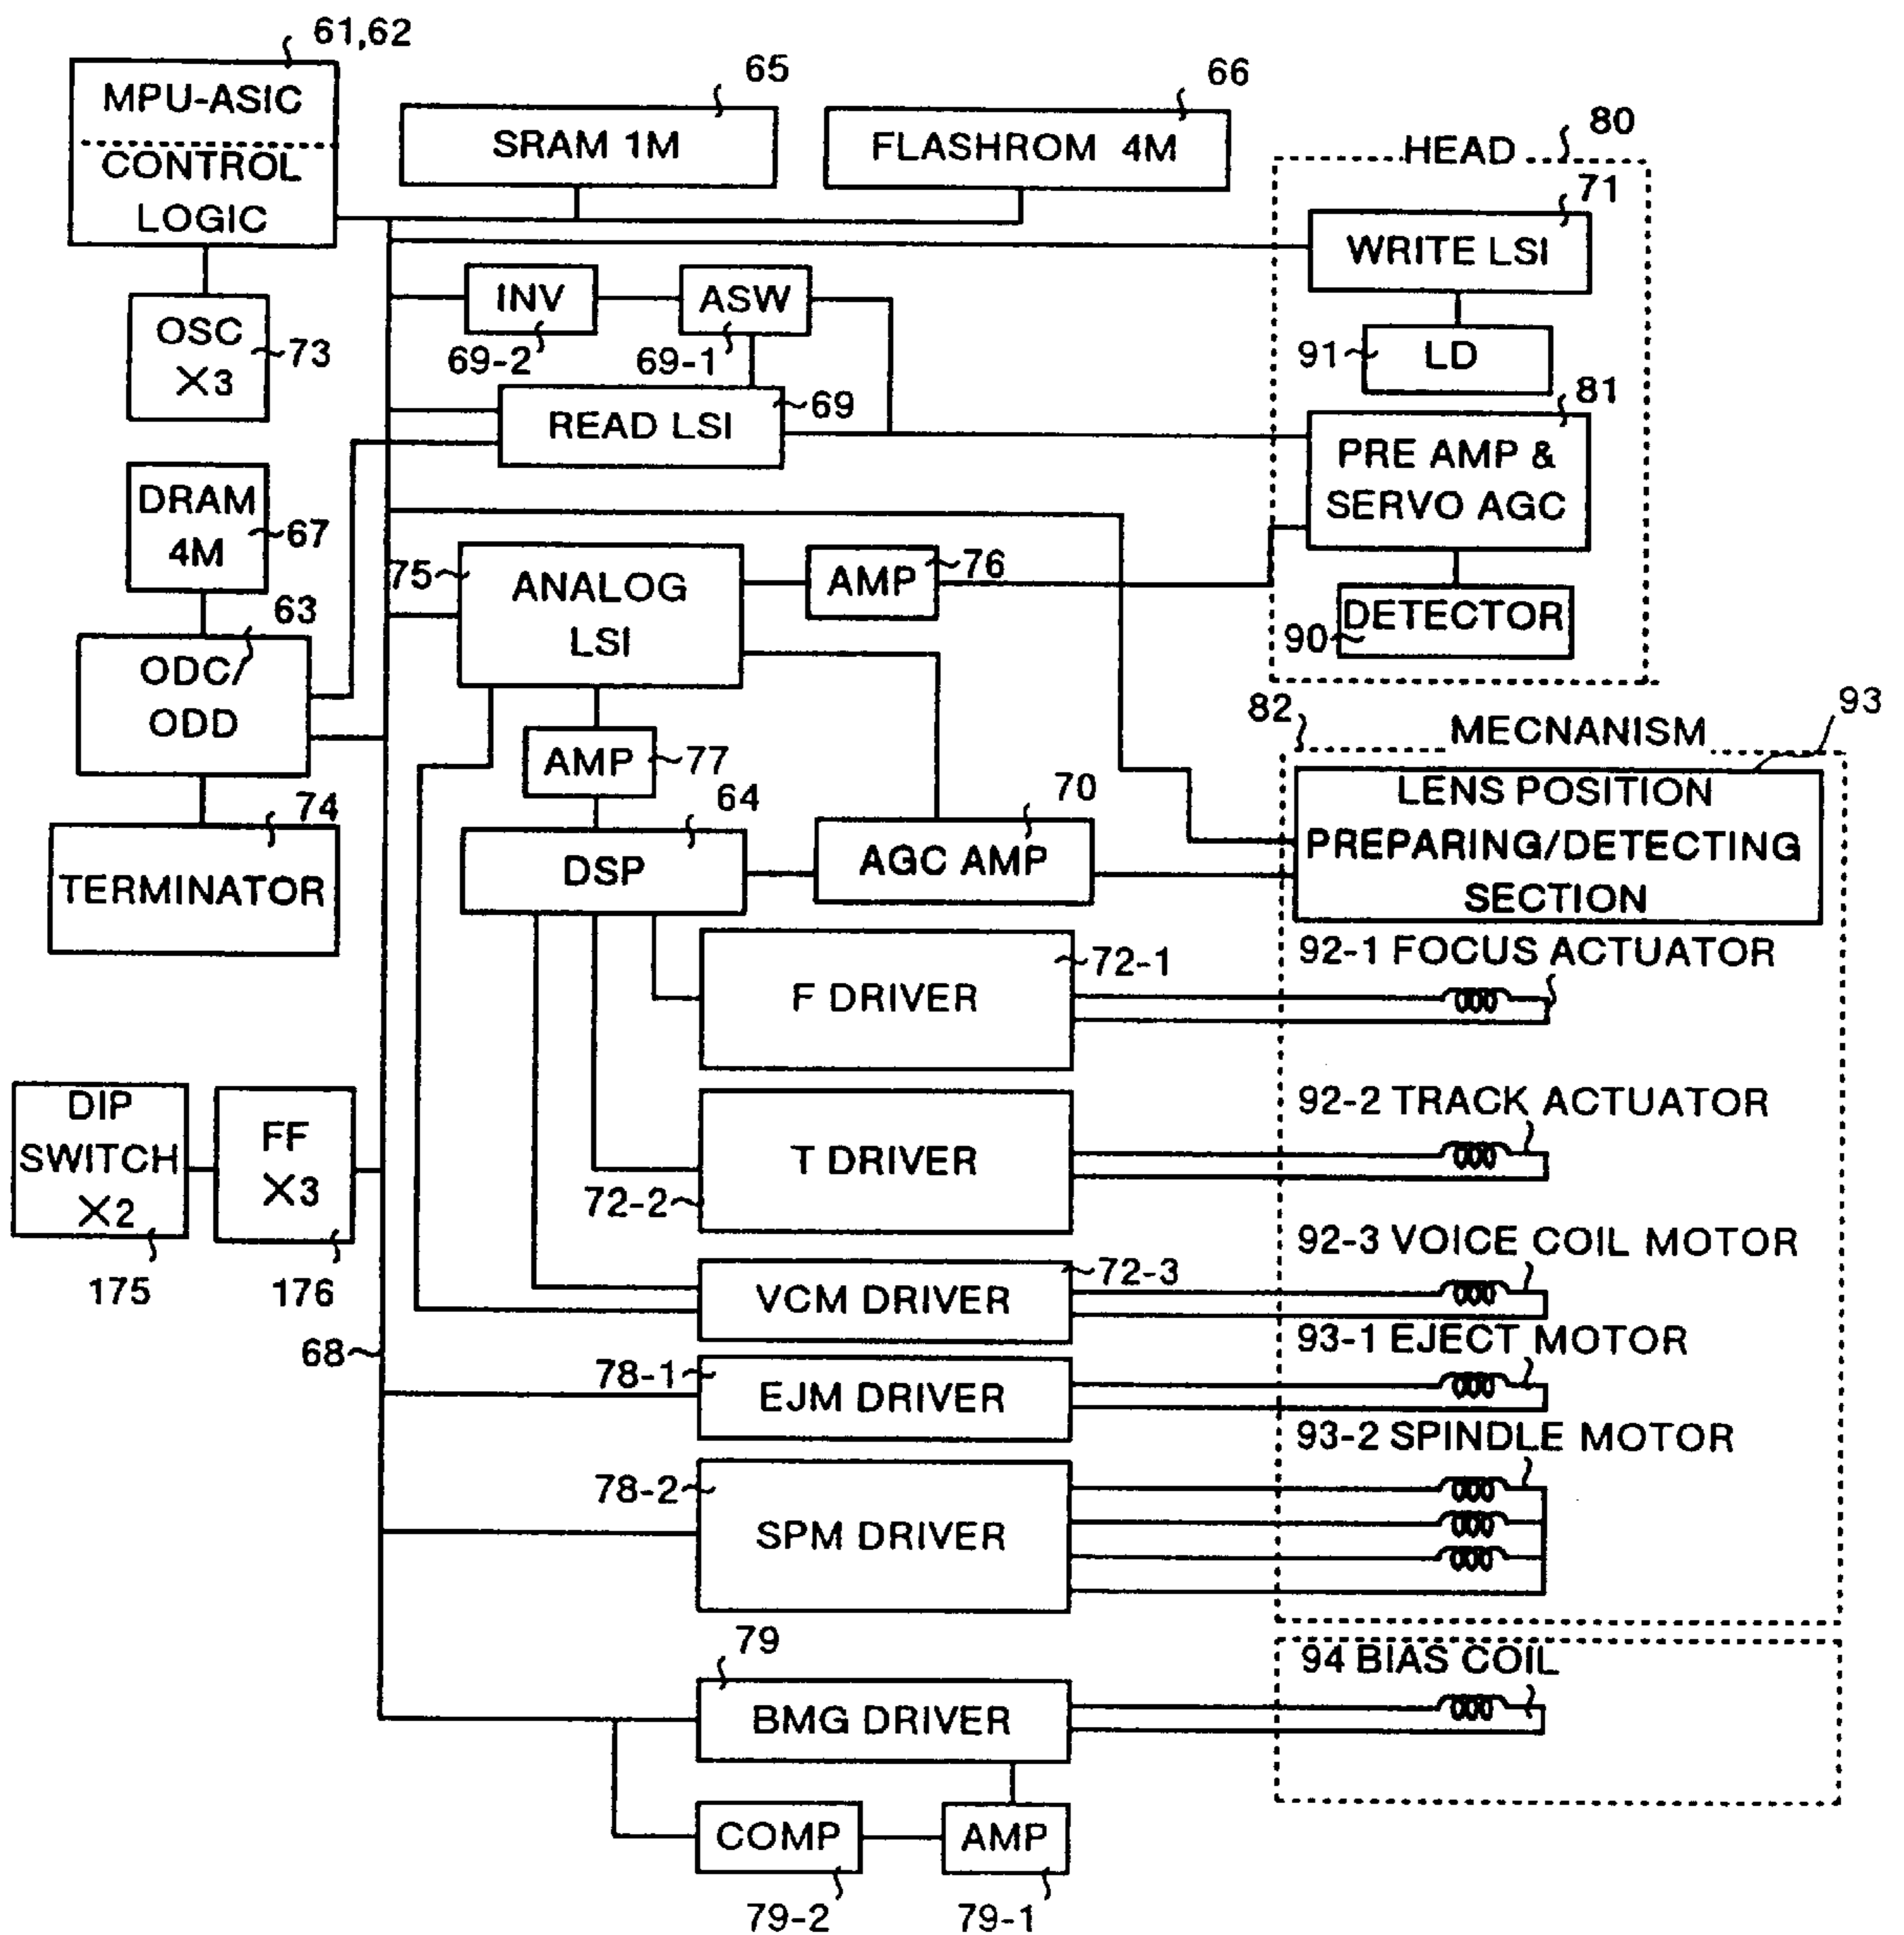 61,62
MPU-ASIC
CONTROL
LOGIC
65
SRAM 1M
66
FLASHROM 4M
HEAD
80
71
WRITE LSI
91
LD
81
PRE AMP &
SERVO AGC
90
DETECTOR
OSC
X3
73
INV
69-2
ASW
69-1
READ LSI
69
DRAM
4M
67
63
ODC/
ODD
74
TERMINATOR
75
ANALOG
LSI
AMP
76
AMP
77
64
DSP
70
AGC AMP
82
MECNANISM
93
LENS POSITION
PREPARING/DETECTING
SECTION
F DRIVER
72-1
92-1 FOCUS ACTUATOR
T DRIVER
72-2
92-2 TRACK ACTUATOR
DIP
SWITCH
X2
175
FF
X3
176
68
VCM DRIVER
72-3
92-3 VOICE COIL MOTOR
78-1
EJM DRIVER
93-1 EJECT MOTOR
78-2
SPM DRIVER
93-2 SPINDLE MOTOR
79
BMG DRIVER
94 BIAS COIL
COMP
79-2
AMP
79-1